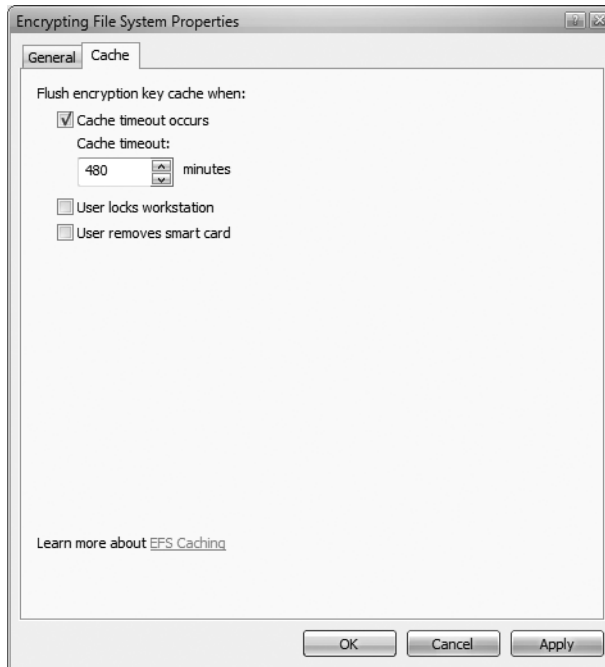 Encrypting File System Properties
General Cache
Flush encryption key cache when:
Cache timeout occurs
Cache timeout:
480 minutes
User locks workstation
User removes smart card
Learn more about EFS Caching
OK Cancel Apply